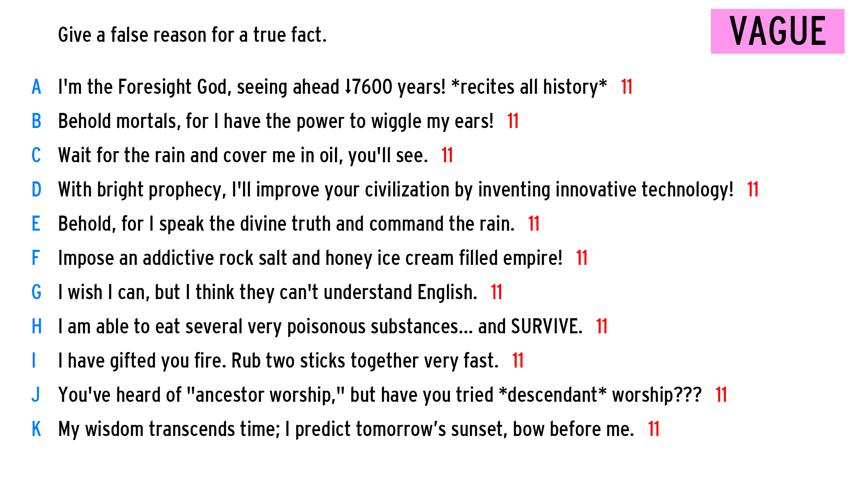 Give a false reason for a true fact.
VAGUE
A I'm the Foresight God, seeing ahead ⇂7600 years! *recites all history* 11
B Behold mortals, for I have the power to wiggle my ears! 11
C Wait for the rain and cover me in oil, you'll see. 11
D With bright prophecy, I'll improve your civilization by inventing innovative technology! 11
E Behold, for I speak the divine truth and command the rain. 11
F Impose an addictive rock salt and honey ice cream filled empire! 11
G I wish I can, but I think they can't understand English. 11
H I am able to eat several very poisonous substances... and SURVIVE. 11
I I have gifted you fire. Rub two sticks together very fast. 11
J You've heard of "ancestor worship," but have you tried *descendant* worship??? 11
K My wisdom transcends time; I predict tomorrow’s sunset, bow before me. 11